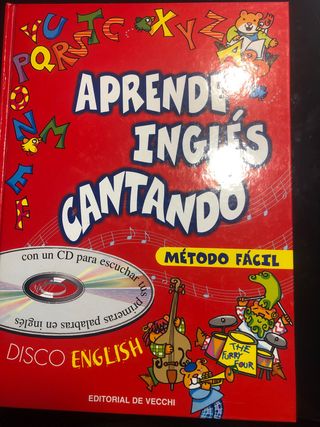 APRENDE
INGLÉS
CANTANDO
MÉTODO FÁCIL
con un CD para escuchar tus primeras palabras en inglés
DISCO ENGLISH
THE
FURRY
FOUR
EDITORIAL DE VECCHI